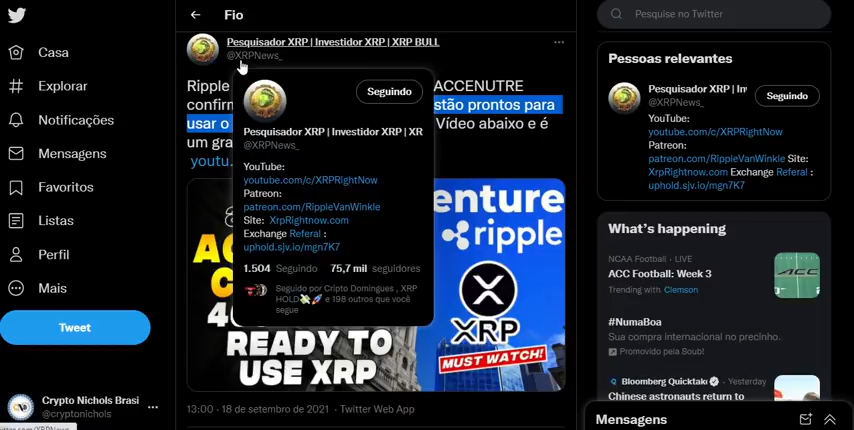 Fio
Pesquise no Twitter
Casa
Explorar
Notificações
Mensagens
Favoritos
Listas
Perfil
Mais
Tweet
Crypto Nichols Brasi
@cryptonichols
Pesquisador XRP | Investidor XRP | XRP BULL
@XRPNews_
Ripple
ACCENUTRE
confirm
stão prontos para
usar o
Vídeo abaixo e é
um gra
youtu.
Seguindo
Pesquisador XRP | Investidor XRP | XR
@XRPNews_
YouTube:
youtube.com/c/XRPRightNow
Patreon:
patreon.com/RippleVanWinkle
Site: XrpRightnow.com
Exchange Referal :
uphold.sjv.io/mgn7K7
1.504 Seguindo 75,7 mil seguidores
Seguido por Cripto Domingues , XRP
HOLD💸🚀 e 198 outros que você
segue
enture
ripple
XRP
MUST WATCH!
READY TO
USE XRP
13:00 · 18 de setembro de 2021 · Twitter Web App
Pessoas relevantes
Pesquisador XRP | Inv
@XRPNews_
Seguindo
YouTube:
youtube.com/c/XRPRightNow
Patreon:
patreon.com/RippleVanWinkle Site:
XrpRightnow.com Exchange Referal :
uphold.sjv.io/mgn7K7
What's happening
NCAA Football · LIVE
ACC Football: Week 3
Trending with Clemson
ACC
#NumaBoa
Sua compra internacional no precinho.
Promovido pela Soub!
Bloomberg Quicktak · Yesterday
Chinese astronauts return to
Mensagens